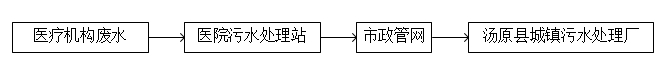 医疗机构废水
医院污水处理站
市政管网
汤原县城镇污水处理厂